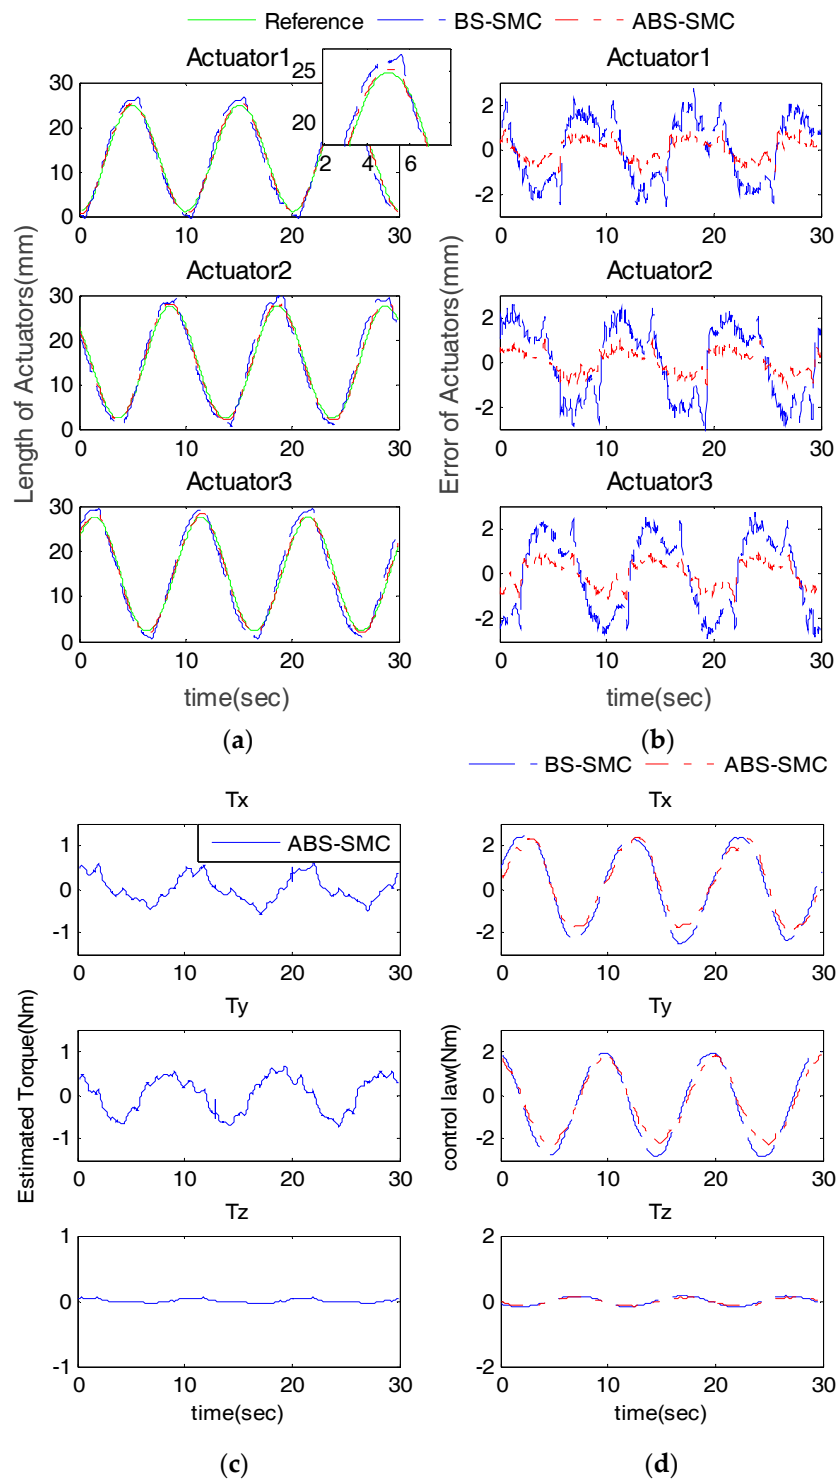 Reference BS-SMC ABS-SMC
Actuator1 Actuator1
30 20 10 0
25 20
2 4 6
2 0 -2
0 10 20 30 0 10 20 30
Actuator2 Actuator2
30 20 10 0
2 0 -2
0 10 20 30 0 10 20 30
Actuator3 Actuator3
30 20 10 0
2 0 -2
0 10 20 30 0 10 20 30
Length of Actuators(mm)
Error of Actuators(mm)
time(sec) time(sec)
(a) (b)
BS-SMC ABS-SMC
Tx Tx
ABS-SMC
1 0 -1
2 0 -2
0 10 20 30 0 10 20 30
Ty Ty
1 0 -1
2 0 -2
0 10 20 30 0 10 20 30
Tz Tz
1 0 -1
2 0 -2
0 10 20 30 0 10 20 30
Estimated Torque(Nm)
control law(Nm)
time(sec) time(sec)
(c) (d)